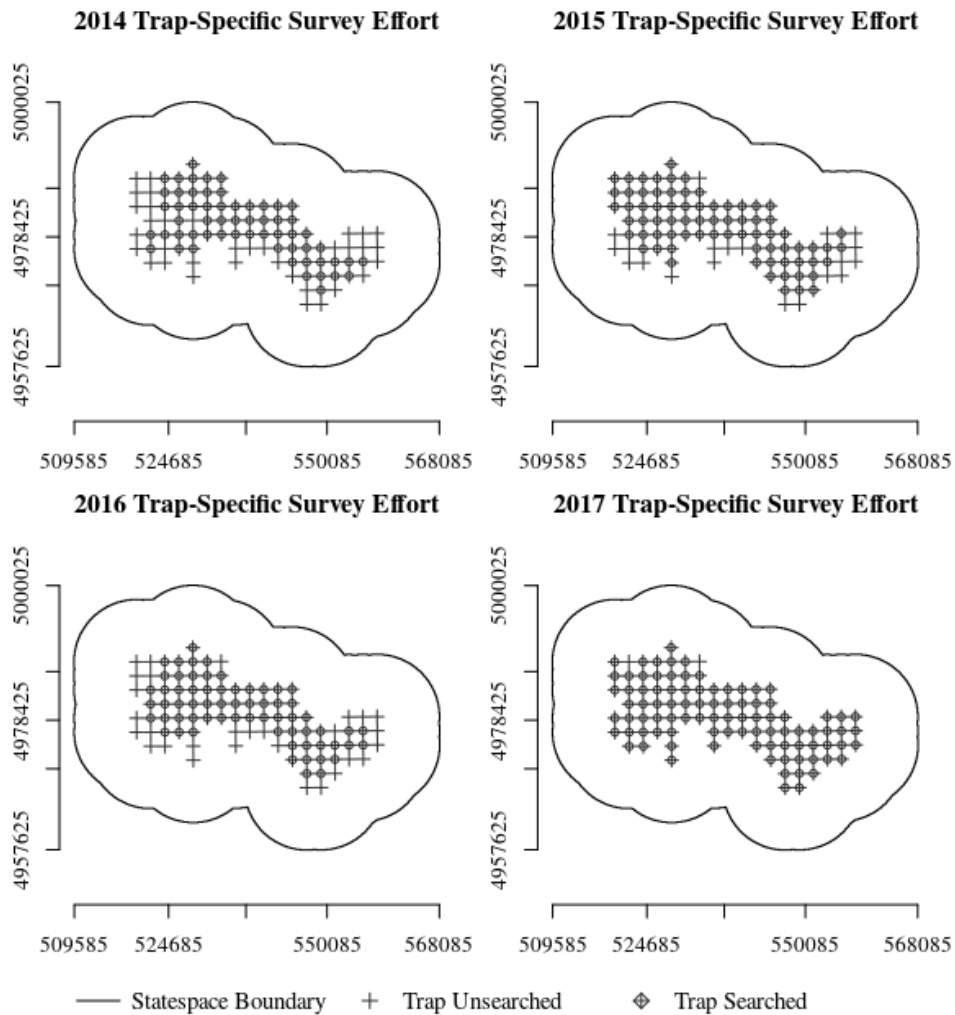 2014 Trap-Specific Survey Effort
2015 Trap-Specific Survey Effort
5000025
4978425
4957625
509585 524685 550085 568085
5000025
4978425
4957625
509585 524685 550085 568085
2016 Trap-Specific Survey Effort
2017 Trap-Specific Survey Effort
5000025
4978425
4957625
509585 524685 550085 568085
5000025
4978425
4957625
509585 524685 550085 568085
Statespace Boundary
Trap Unsearched
Trap Searched